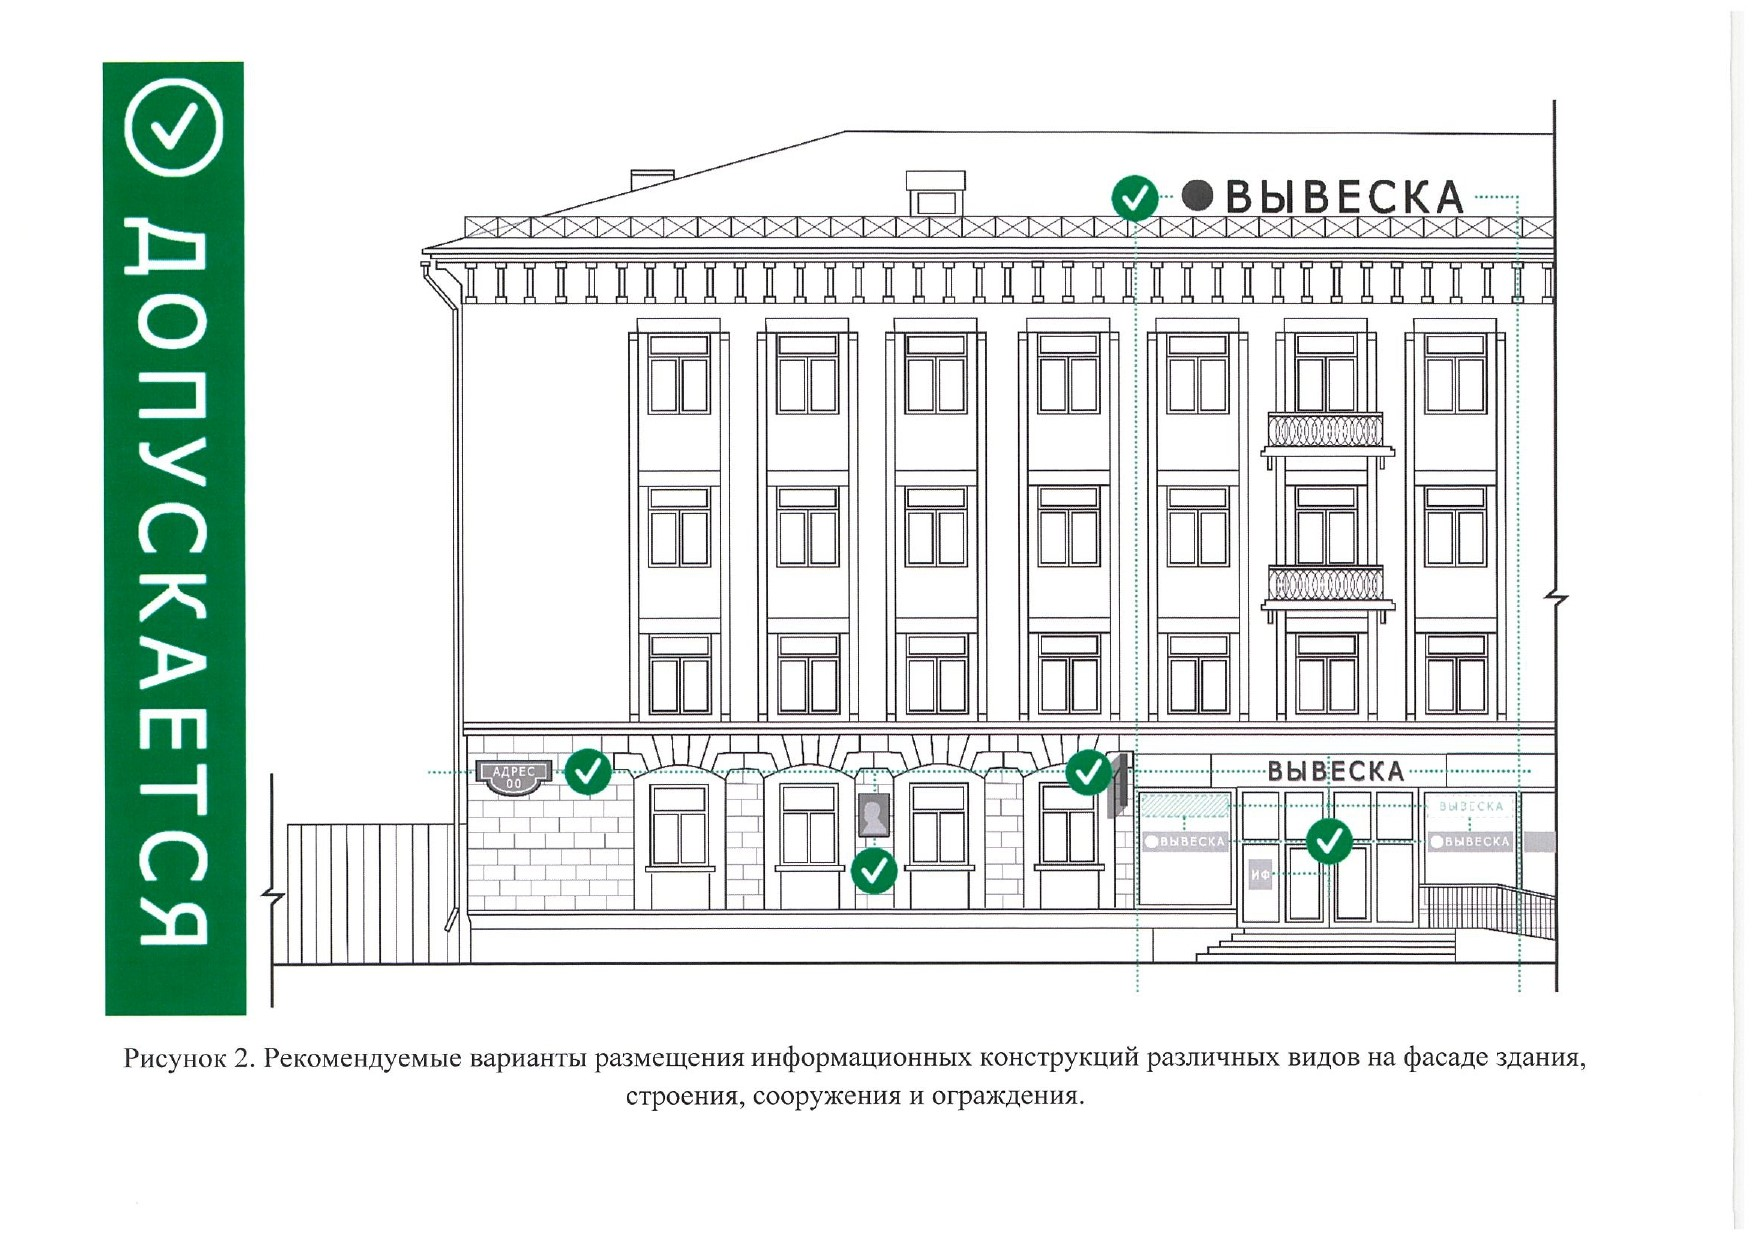 ДОПУСКАЕТСЯ
ВЫВЕСКА
АДРЕС
00
ВЫВЕСКА
ВЫВЕСКА
ВЫВЕСКА
ВЫВЕСКА
ИФ
Рисунок 2. Рекомендуемые варианты размещения информационных конструкций различных видов на фасаде здания,
строения, сооружения и ограждения.